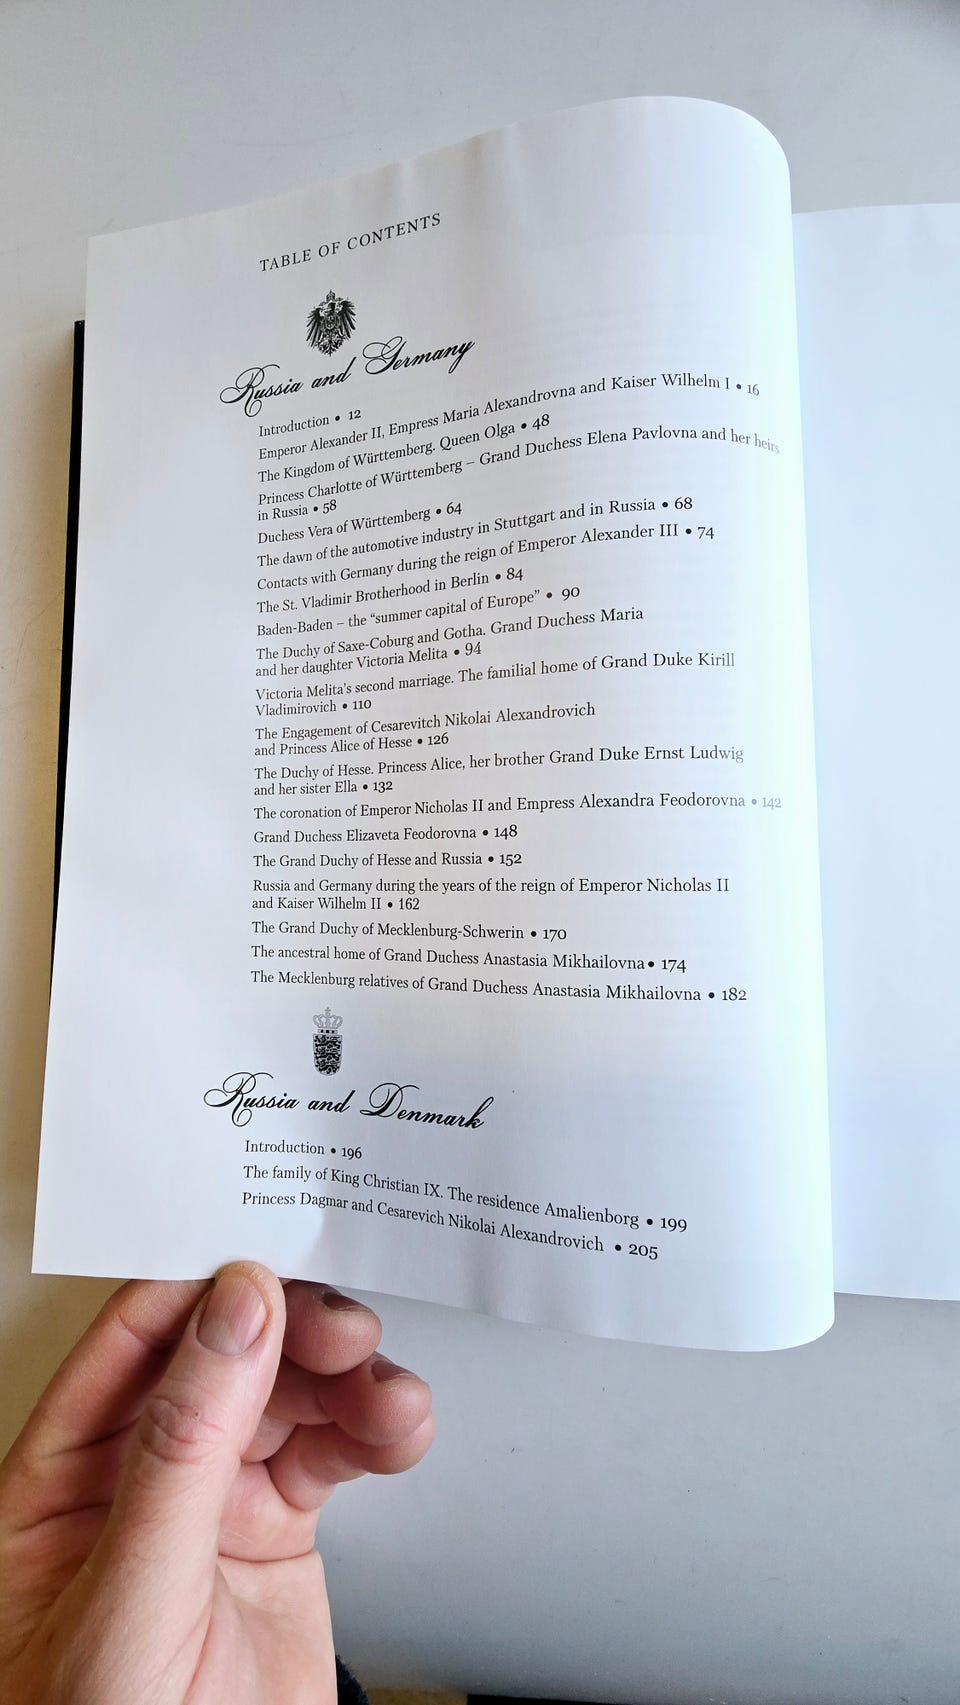 TABLE OF CONTENTS
Russia and Germany
Introduction • 12
Emperor Alexander II, Empress Maria Alexandrovna and Kaiser Wilhelm I • 16
The Kingdom of Württemberg. Queen Olga • 48
Princess Charlotte of Württemberg – Grand Duchess Elena Pavlovna and her heirs
in Russia • 58
Duchess Vera of Württemberg • 64
The dawn of the automotive industry in Stuttgart and in Russia • 68
Contacts with Germany during the reign of Emperor Alexander III • 74
The St. Vladimir Brotherhood in Berlin • 84
Baden-Baden – the “summer capital of Europe” • 90
The Duchy of Saxe-Coburg and Gotha. Grand Duchess Maria
and her daughter Victoria Melita • 94
Victoria Melita’s second marriage. The familial home of Grand Duke Kirill
Vladimirovich • 110
The Engagement of Cesarevitch Nikolai Alexandrovich
and Princess Alice of Hesse • 126
The Duchy of Hesse. Princess Alice, her brother Grand Duke Ernst Ludwig
and her sister Ella • 132
The coronation of Emperor Nicholas II and Empress Alexandra Feodorovna • 142
Grand Duchess Elizaveta Feodorovna • 148
The Grand Duchy of Hesse and Russia • 152
Russia and Germany during the years of the reign of Emperor Nicholas II
and Kaiser Wilhelm II • 162
The Grand Duchy of Mecklenburg-Schwerin • 170
The ancestral home of Grand Duchess Anastasia Mikhailovna• 174
The Mecklenburg relatives of Grand Duchess Anastasia Mikhailovna • 182
Russia and Denmark
Introduction • 196
The family of King Christian IX. The residence Amalienborg • 199
Princess Dagmar and Cesarevich Nikolai Alexandrovich • 205